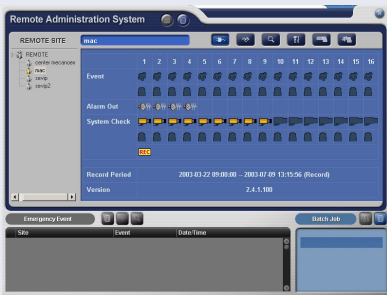 Remote Administration System
REMOTE SITE
mac
REMOTE
center mecanoex
mac
sevip
sevip2
1 2 3 4 5 6 7 8 9 10 11 12 13 14 15 16
Event
Alarm Out
System Check
REC
Record Period 2003-03-22 09:00:00 -- 2003-07-09 13:15:56 (Record)
Version 2.4.1.100
Emergency Event
Batch Job
Site Event Date/Time